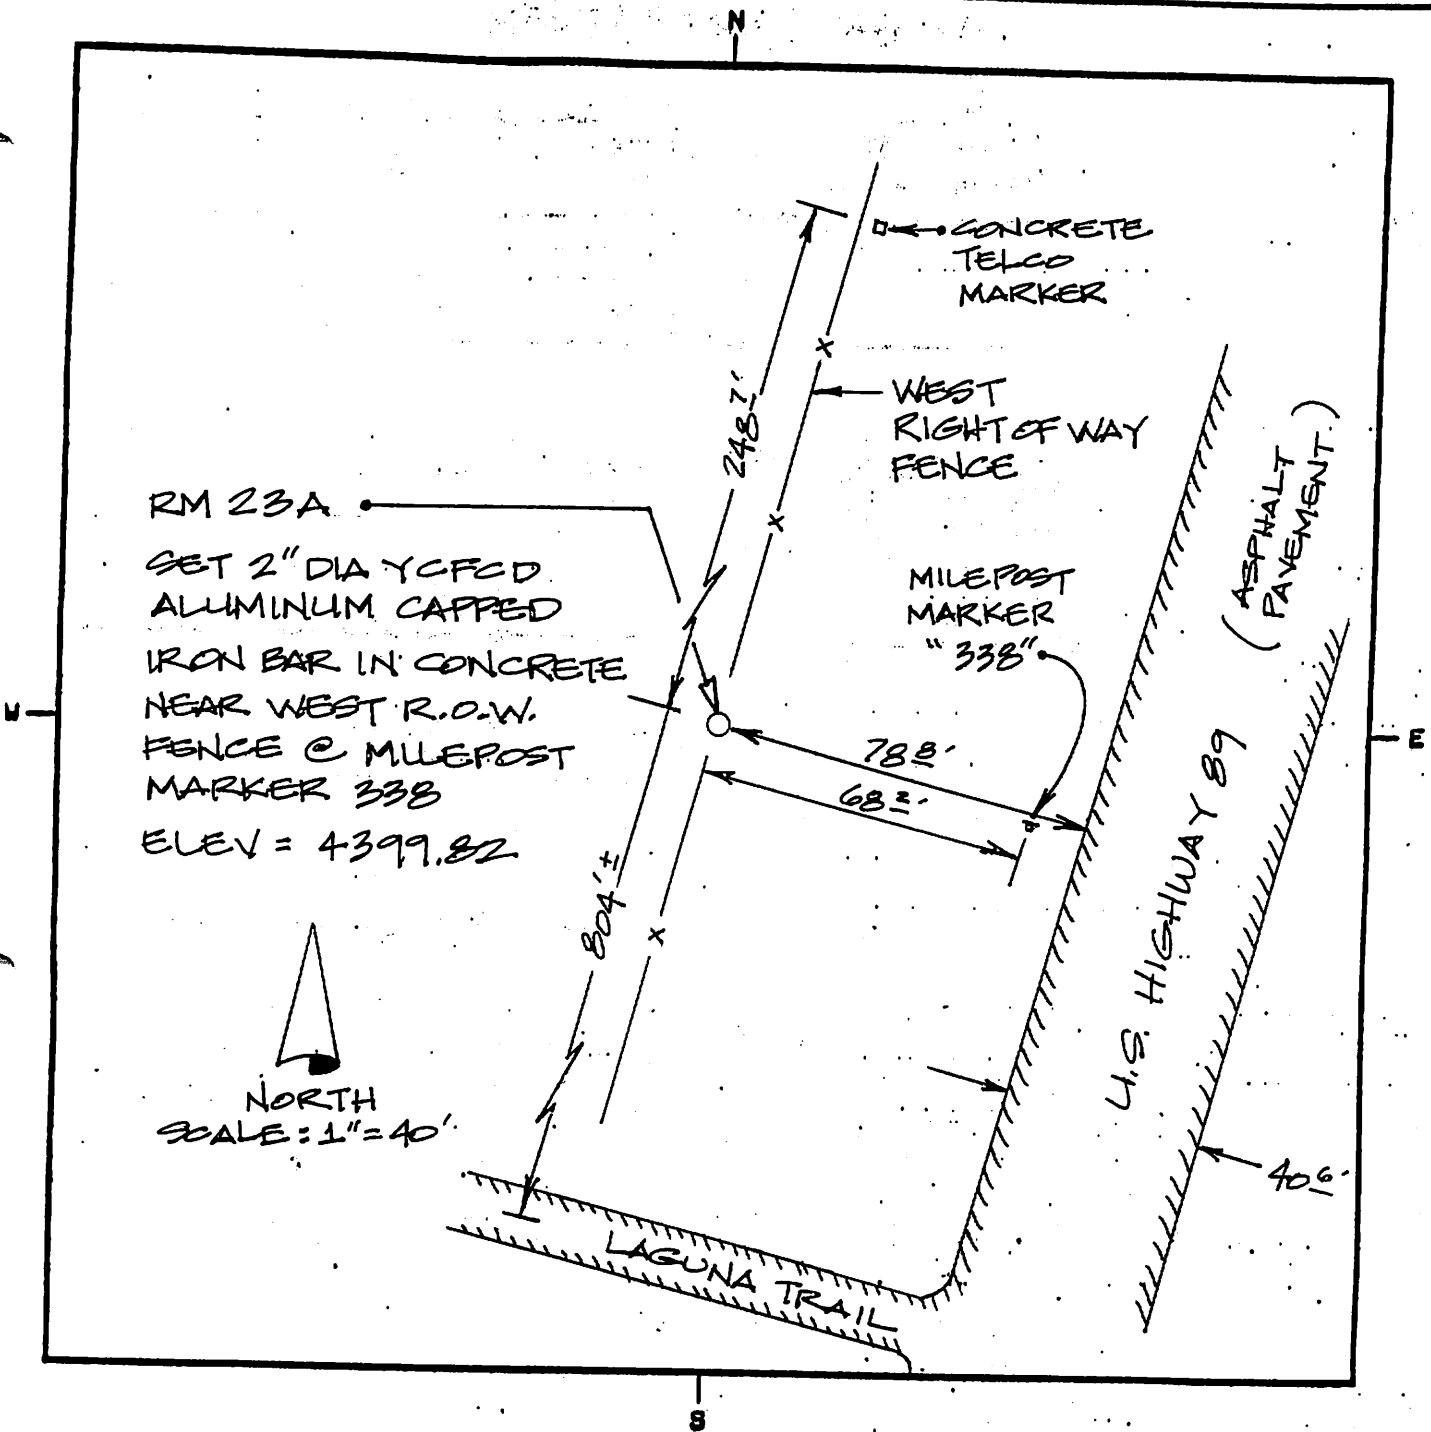 N
CONCRETE
TELCO
MARKER
248 7'
WEST
RIGHT OF WAY
FENCE
(ASPHALT
PAVEMENT.)
RM 23A
SET 2" DIA YCFCD
ALUMINUM CAPPED
IRON BAR IN CONCRETE
NEAR WEST R.O.W.
FENCE @ MILEPOST
MARKER 338
ELEV = 4399.82
MILEPOST
MARKER
"338"
W
E
78 8'
68 2'
804'±
U.S. HIGHWAY 89
NORTH
SCALE: 1"=40'
40 6'
LAGUNA TRAIL
S